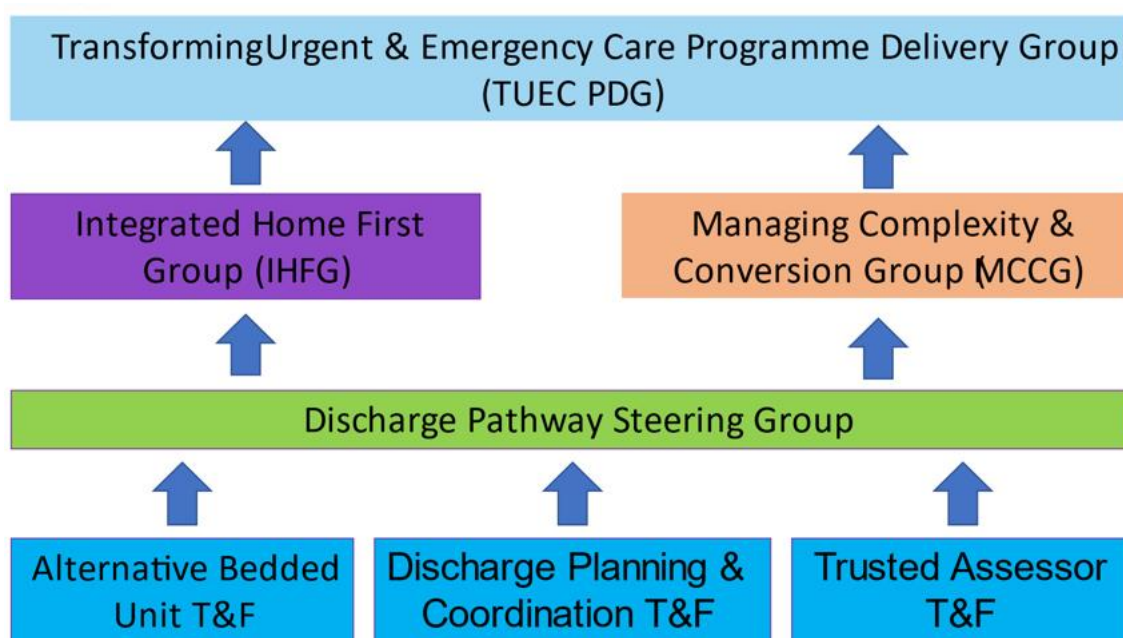 TransformingUrgent & Emergency Care Programme Delivery Group
(TUEC PDG)
Integrated Home First
Group (IHFG)
Managing Complexity &
Conversion Group (MCCG)
Discharge Pathway Steering Group
Alternative Bedded
Unit T&F
Discharge Planning &
Coordination T&F
Trusted Assessor
T&F